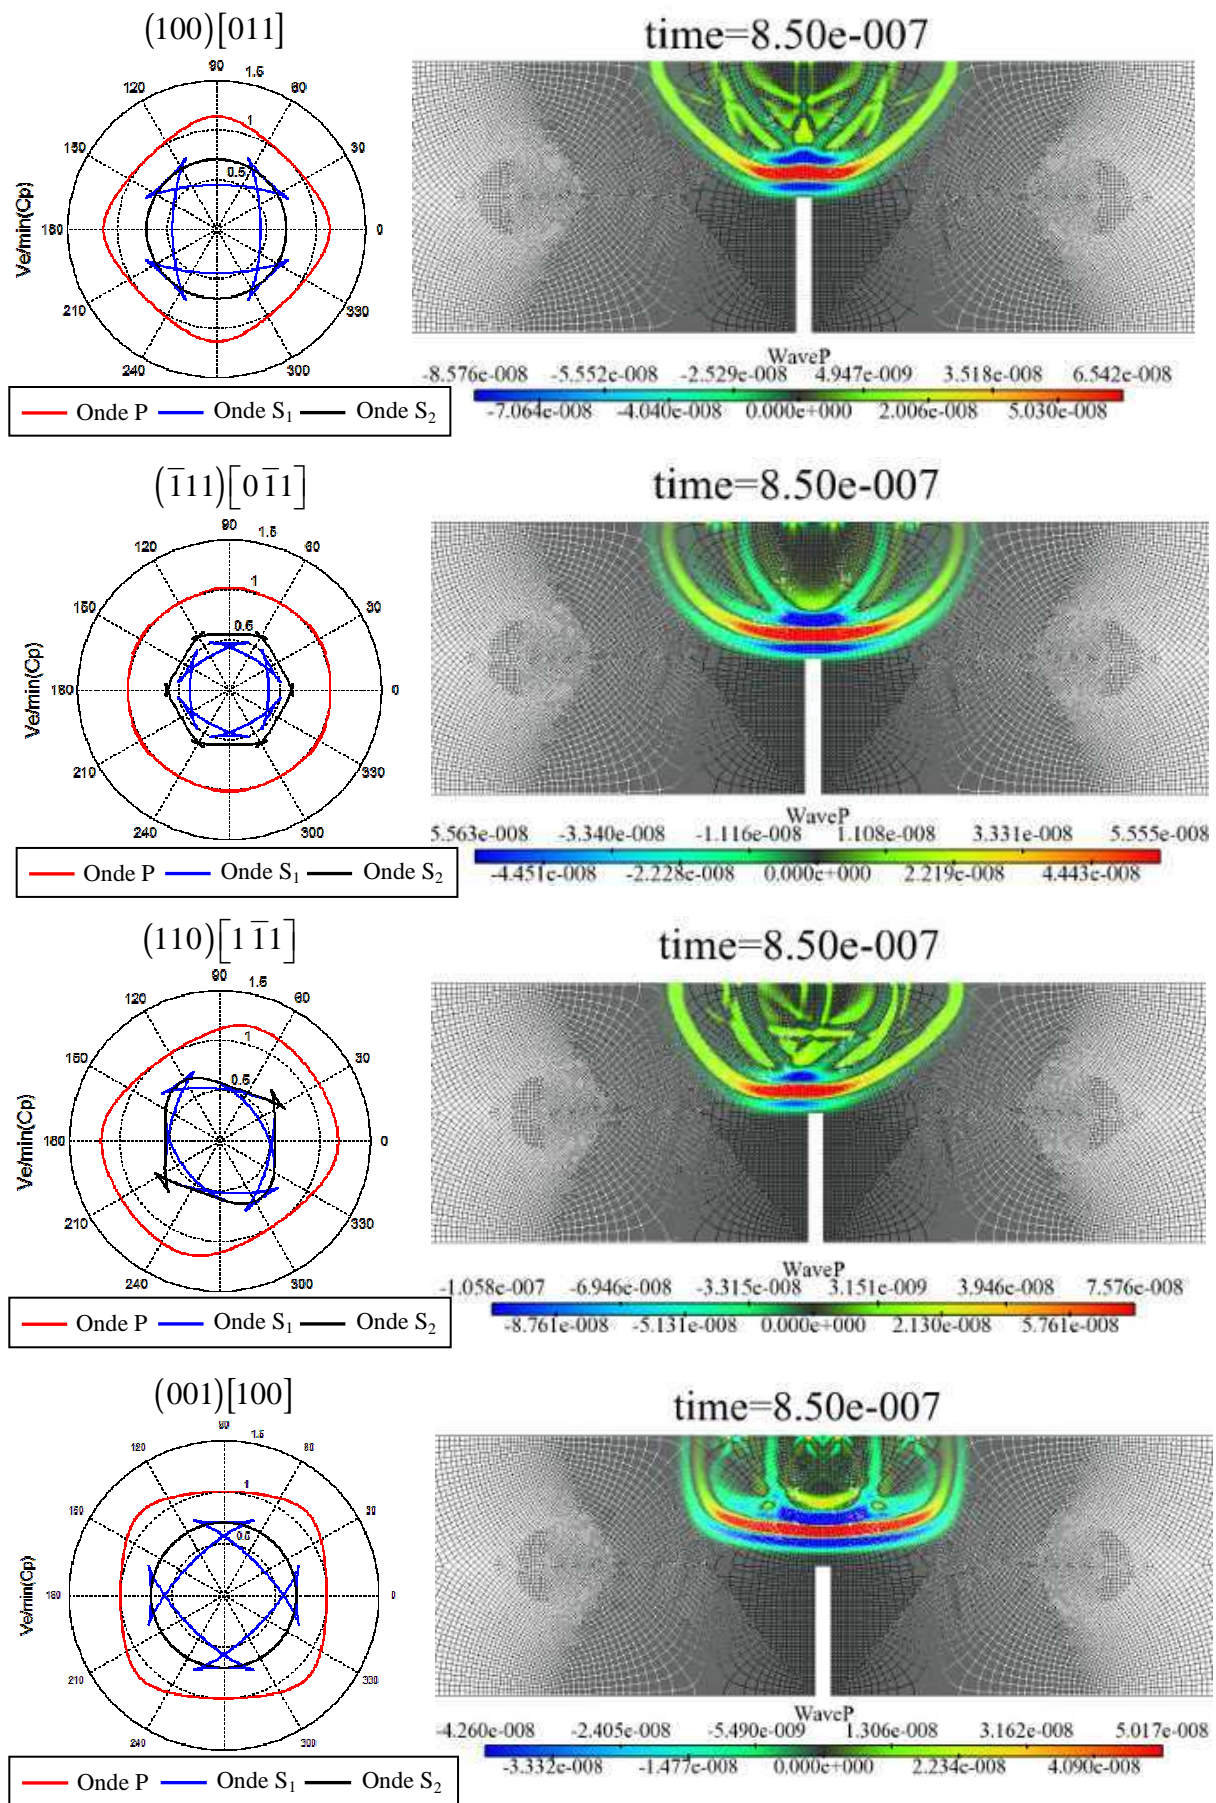 (100)[011]
time=8.50e-007
90
120
1.5
60
1
150
30
0.5
Ve/min(Cp)
180
0
210
330
240
300
WaveP
-8.576e-008 -5.552e-008 -2.529e-008 4.947e-009 3.518e-008 6.542e-008
-7.064e-008 -4.040e-008 0.000e+000 2.006e-008 5.030e-008
Onde P Onde S₁ Onde S₂
(1̅11)[01̅1]
time=8.50e-007
90
120
1.5
60
1
150
30
0.5
Ve/min(Cp)
180
0
210
330
240
300
WaveP
5.563e-008 -3.340e-008 -1.116e-008 1.108e-008 3.331e-008 5.555e-008
-4.451e-008 -2.228e-008 0.000e+000 2.219e-008 4.443e-008
Onde P Onde S₁ Onde S₂
(110)[11̅1]
time=8.50e-007
90
120
1.5
60
1
150
30
0.5
Ve/min(Cp)
180
0
210
330
240
300
WaveP
-1.058e-007 -6.946e-008 -3.315e-008 3.151e-009 3.946e-008 7.576e-008
-8.761e-008 -5.131e-008 0.000e+000 2.130e-008 5.761e-008
Onde P Onde S₁ Onde S₂
(001)[100]
time=8.50e-007
90
120
1.5
60
1
150
30
0.5
Ve/min(Cp)
180
0
210
330
240
300
WaveP
-4.260e-008 -2.405e-008 -5.490e-009 1.306e-008 3.162e-008 5.017e-008
-3.332e-008 -1.477e-008 0.000e+000 2.234e-008 4.090e-008
Onde P Onde S₁ Onde S₂